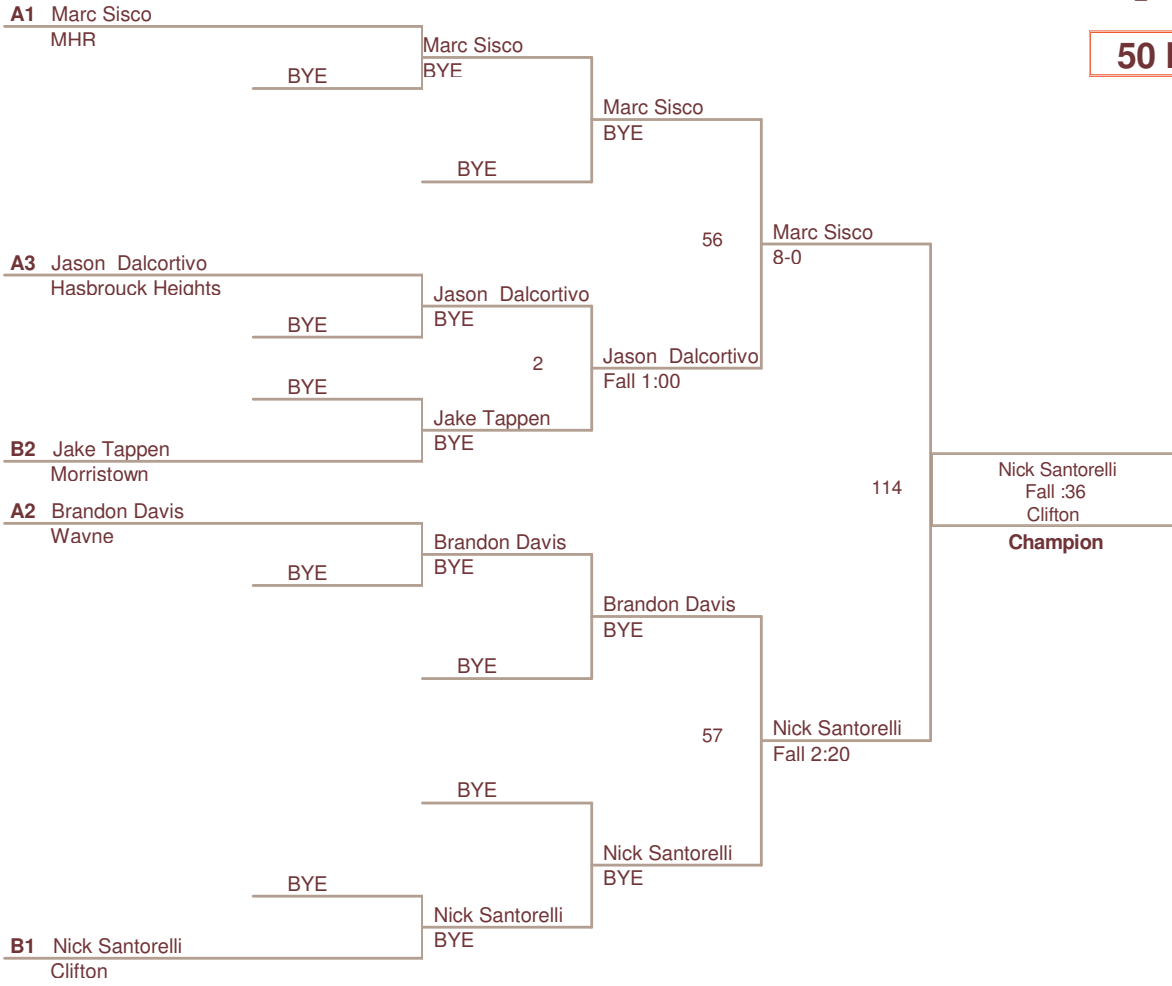 A1 Marc Sisco
MHR
Marc Sisco
BYE
BYE
50
Marc Sisco
BYE
BYE
56
Marc Sisco
8-0
A3 Jason Dalcortivo
Hasbrouck Heights
Jason Dalcortivo
BYE
BYE
2
Jason Dalcortivo
Fall 1:00
BYE
Jake Tappen
BYE
B2 Jake Tappen
Morristown
114
Nick Santorelli
Fall :36
Clifton
Champion
A2 Brandon Davis
Wayne
Brandon Davis
BYE
BYE
Brandon Davis
BYE
BYE
57
Nick Santorelli
Fall 2:20
BYE
Nick Santorelli
BYE
BYE
Nick Santorelli
BYE
B1 Nick Santorelli
Clifton